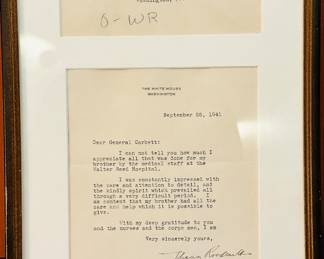 O-WR
THE WHITE HOUSE
WASHINGTON
September 25, 1941
Dear General Corbett:
I can not tell you how much I
appreciate all that was done for my
brother by the medical staff at the
Walter Reed Hospital.
I was constantly impressed with
the care and attention to detail, and
the kindly spirit which prevailed all
through a very difficult period. I
am content that my brother had all the
care and help which it is possible to
give.
With my deep gratitude to you
and the nurses and the corps men, I am
Very sincerely yours,
Roosevelt